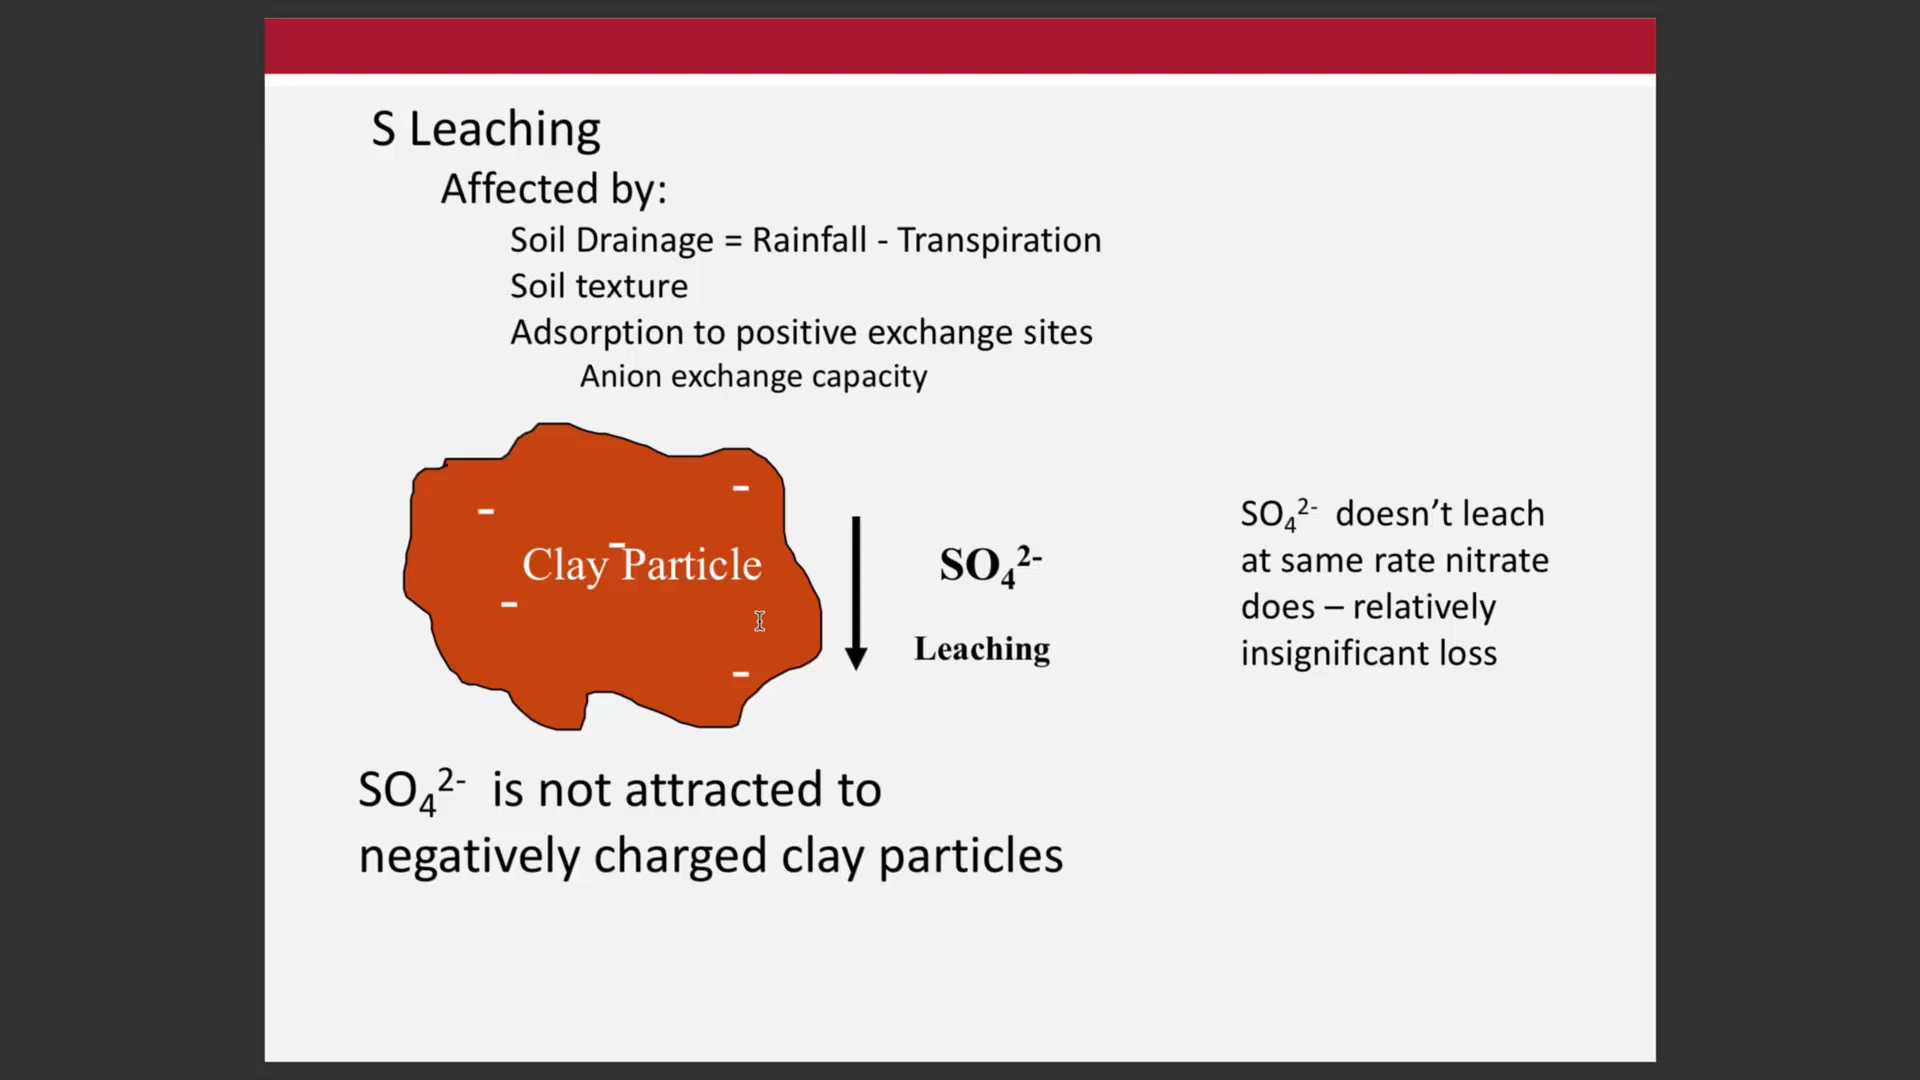 S Leaching
Affected by:
Soil Drainage = Rainfall - Transpiration
Soil texture
Adsorption to positive exchange sites
Anion exchange capacity
-
-
-
Clay Particle
-
-
SO₄²⁻
Leaching
SO₄²⁻ doesn’t leach
at same rate nitrate
does – relatively
insignificant loss
SO₄²⁻ is not attracted to
negatively charged clay particles